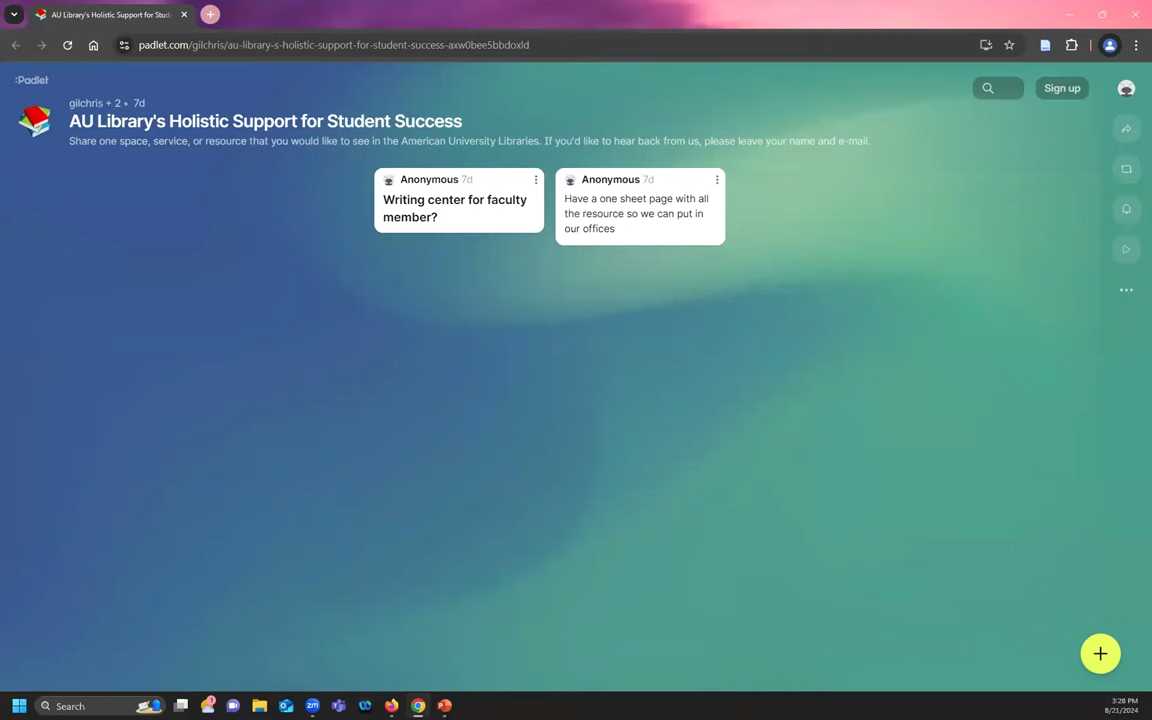 AU Library's Holistic Support for Stud
padlet.com/gilchris/au-library-s-holistic-support-for-student-success-axw0bee5bbdoxld
:Padlet
Sign up
gilchris + 2 • 7d
AU Library's Holistic Support for Student Success
Share one space, service, or resource that you would like to see in the American University Libraries. If you'd like to hear back from us, please leave your name and e-mail.
Anonymous 7d
Writing center for faculty
member?
Anonymous 7d
Have a one sheet page with all
the resource so we can put in
our offices
Search
3:28 PM
8/21/2024